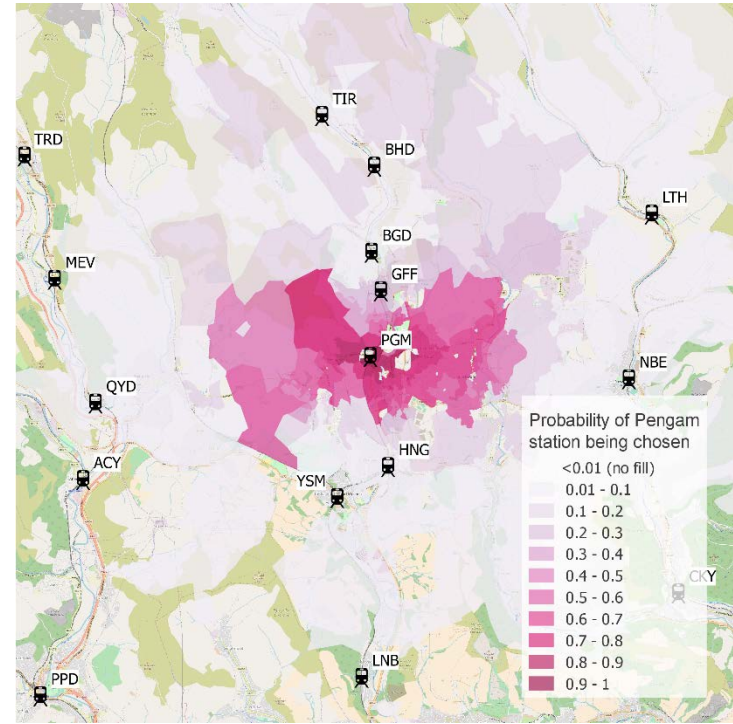 TIR
TRD
BHD
LTH
BGD
MEV
GFF
PGM
NBE
QYD
HNG
ACY
YSM
CKY
PPD
LNB
Probability of Pengam
station being chosen
<0.01 (no fill)
0.01 - 0.1
0.1 - 0.2
0.2 - 0.3
0.3 - 0.4
0.4 - 0.5
0.5 - 0.6
0.6 - 0.7
0.7 - 0.8
0.8 - 0.9
0.9 - 1